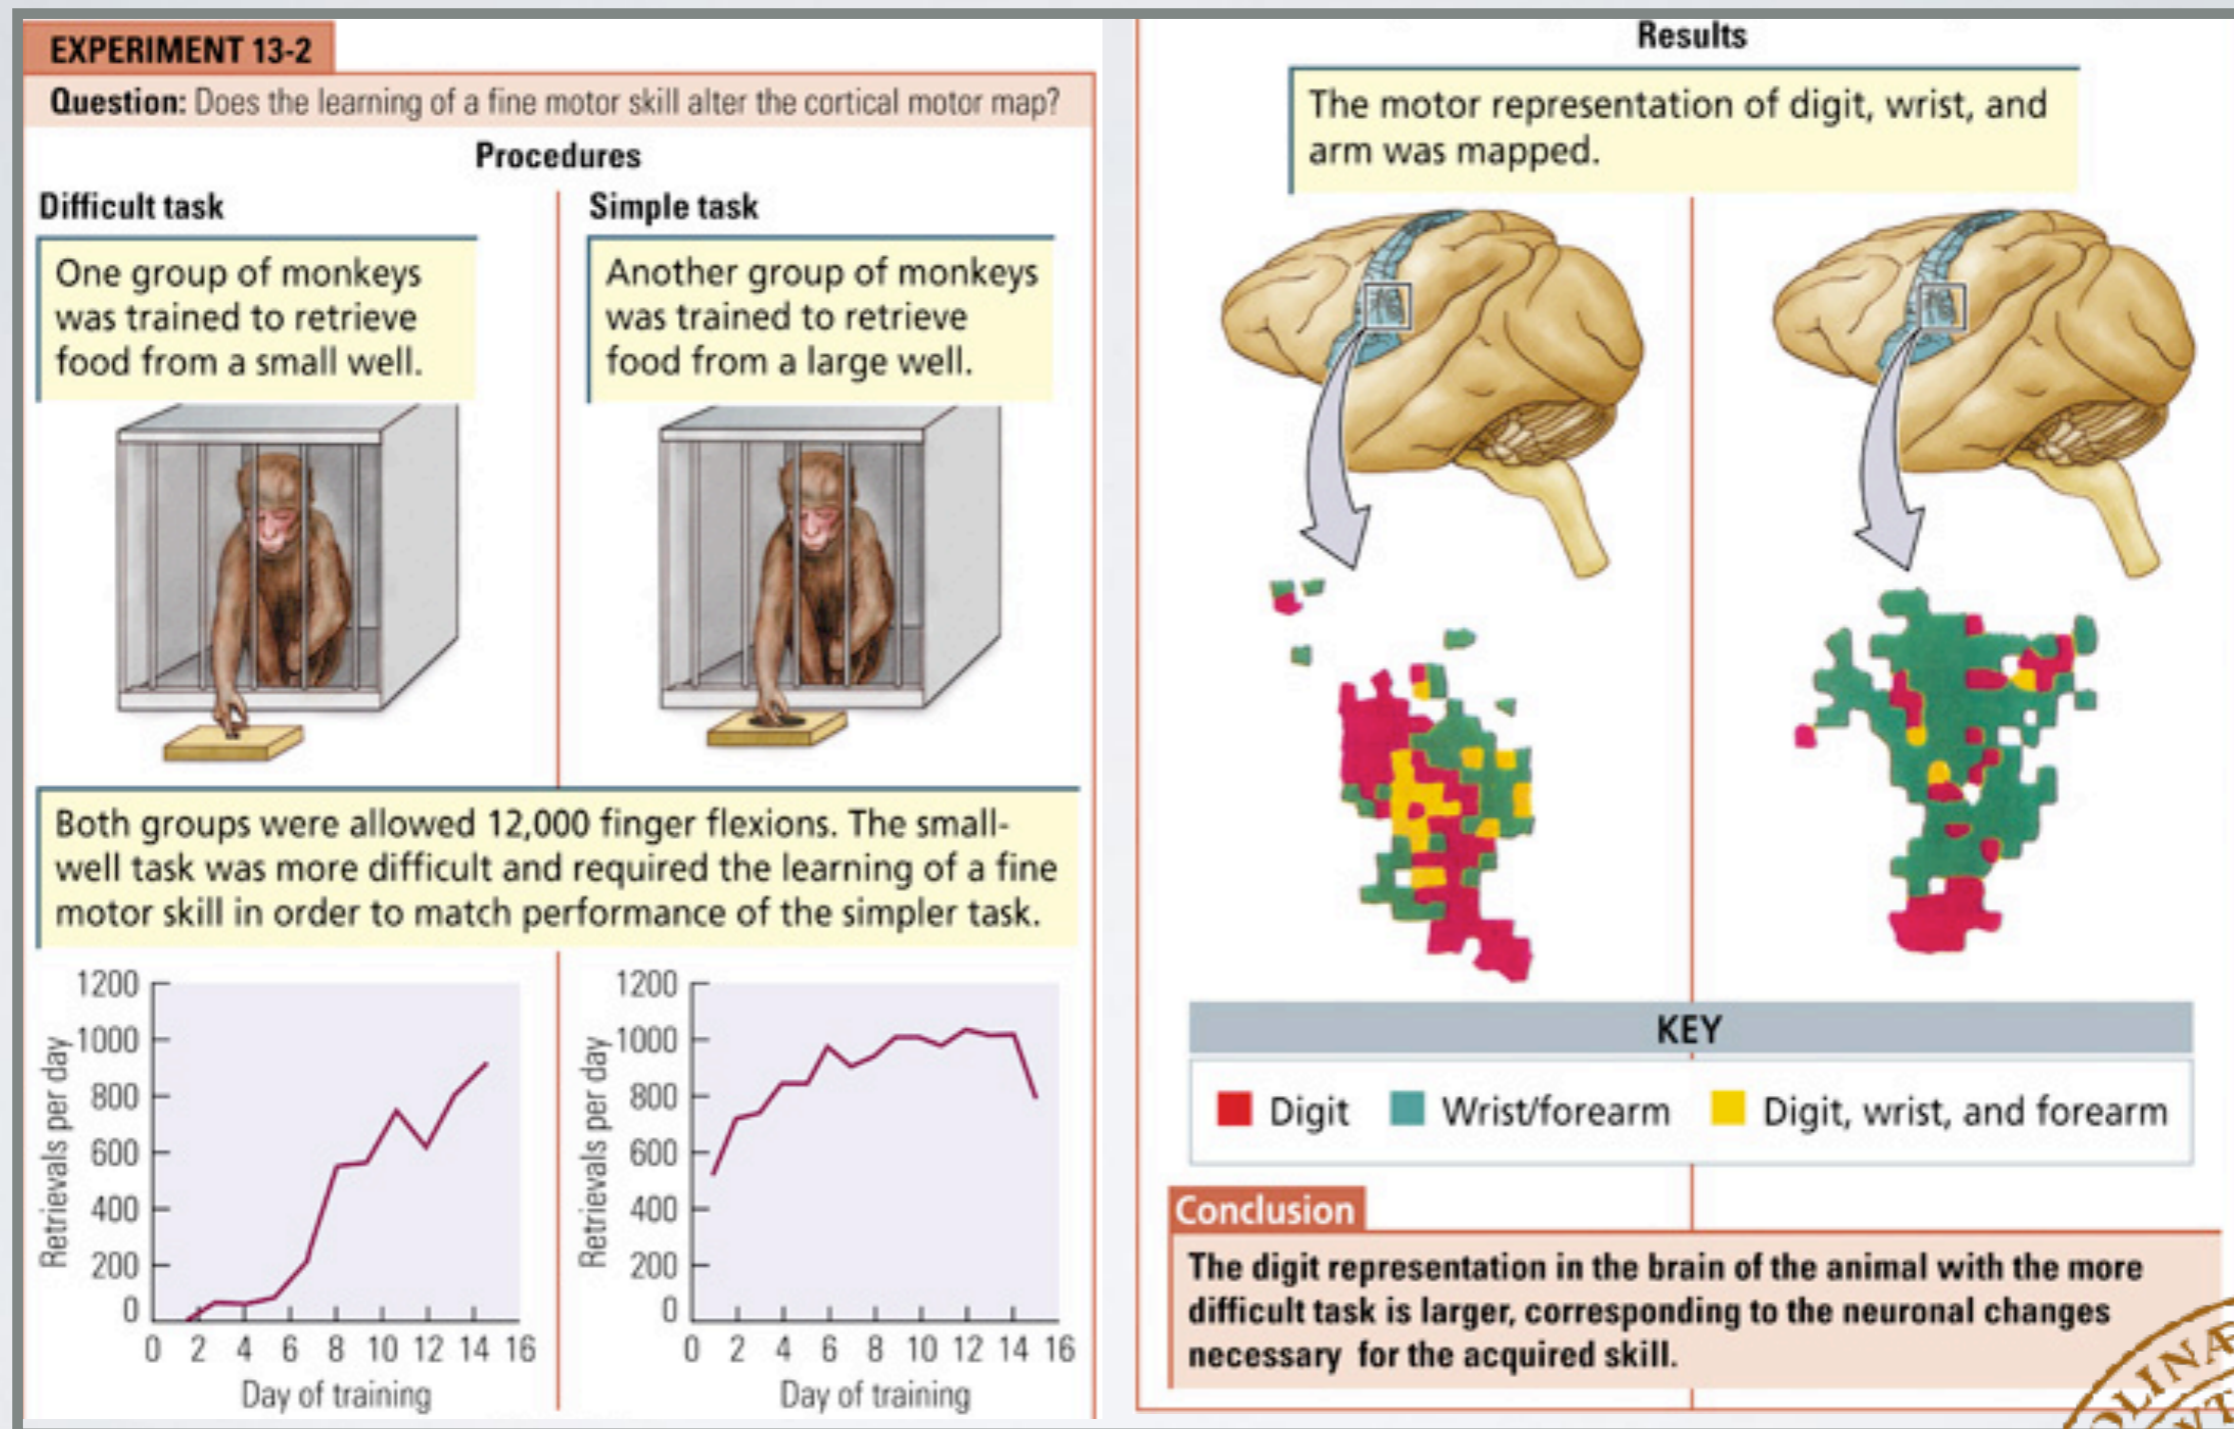 EXPERIMENT 13-2
Question: Does the learning of a fine motor skill alter the cortical motor map?
Procedures
Difficult task
One group of monkeys
was trained to retrieve
food from a small well.
Simple task
Another group of monkeys
was trained to retrieve
food from a large well.
Both groups were allowed 12,000 finger flexions. The small-
well task was more difficult and required the learning of a fine
motor skill in order to match performance of the simpler task.
Retrievals per day
1200
1000
800
600
400
200
0
0 2 4 6 8 10 12 14 16
Day of training
Retrievals per day
1200
1000
800
600
400
200
0
0 2 4 6 8 10 12 14 16
Day of training
Results
The motor representation of digit, wrist, and
arm was mapped.
KEY
Digit
Wrist/forearm
Digit, wrist, and forearm
Conclusion
The digit representation in the brain of the animal with the more
difficult task is larger, corresponding to the neuronal changes
necessary for the acquired skill.